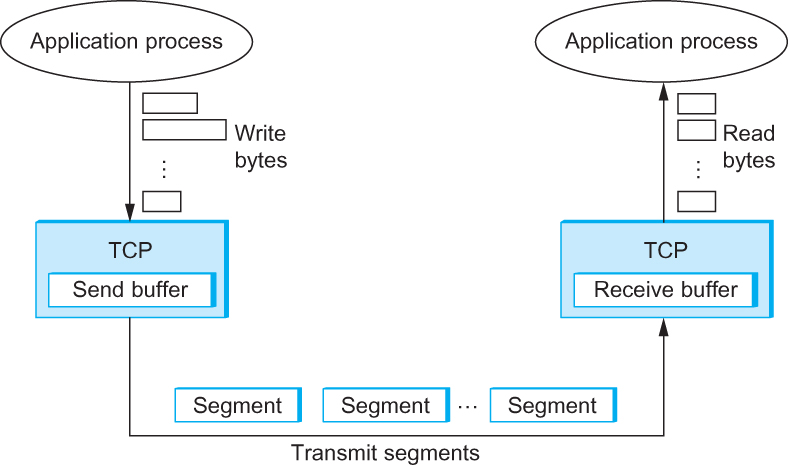 Application process
Application process
Write
bytes
⋮
Read
bytes
⋮
TCP
Send buffer
TCP
Receive buffer
Segment
Segment
⋯
Segment
Transmit segments